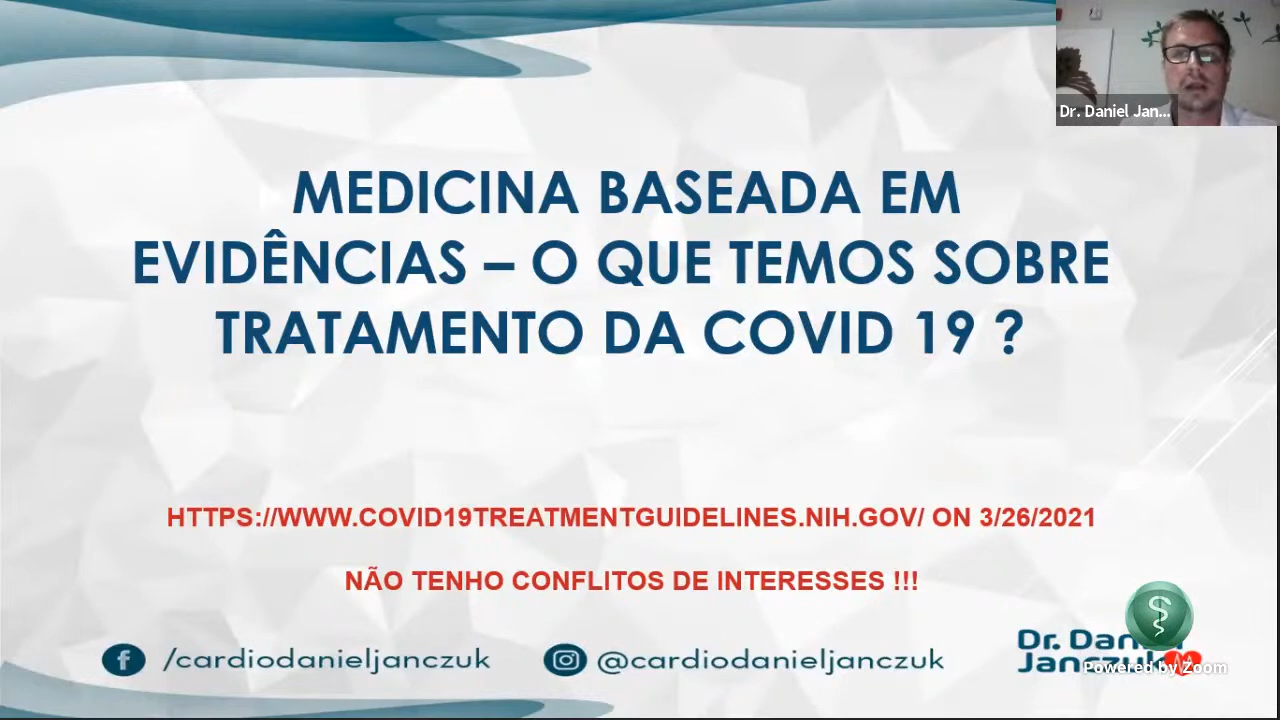 Dr. Daniel Jan...
MEDICINA BASEADA EM
EVIDÊNCIAS – O QUE TEMOS SOBRE
TRATAMENTO DA COVID 19 ?
HTTPS://WWW.COVID19TREATMENTGUIDELINES.NIH.GOV/ ON 3/26/2021
NÃO TENHO CONFLITOS DE INTERESSES !!!
/cardiodanieljanczuk
@cardiodanieljanczuk
Dr. Daniel
Powered by Zoom